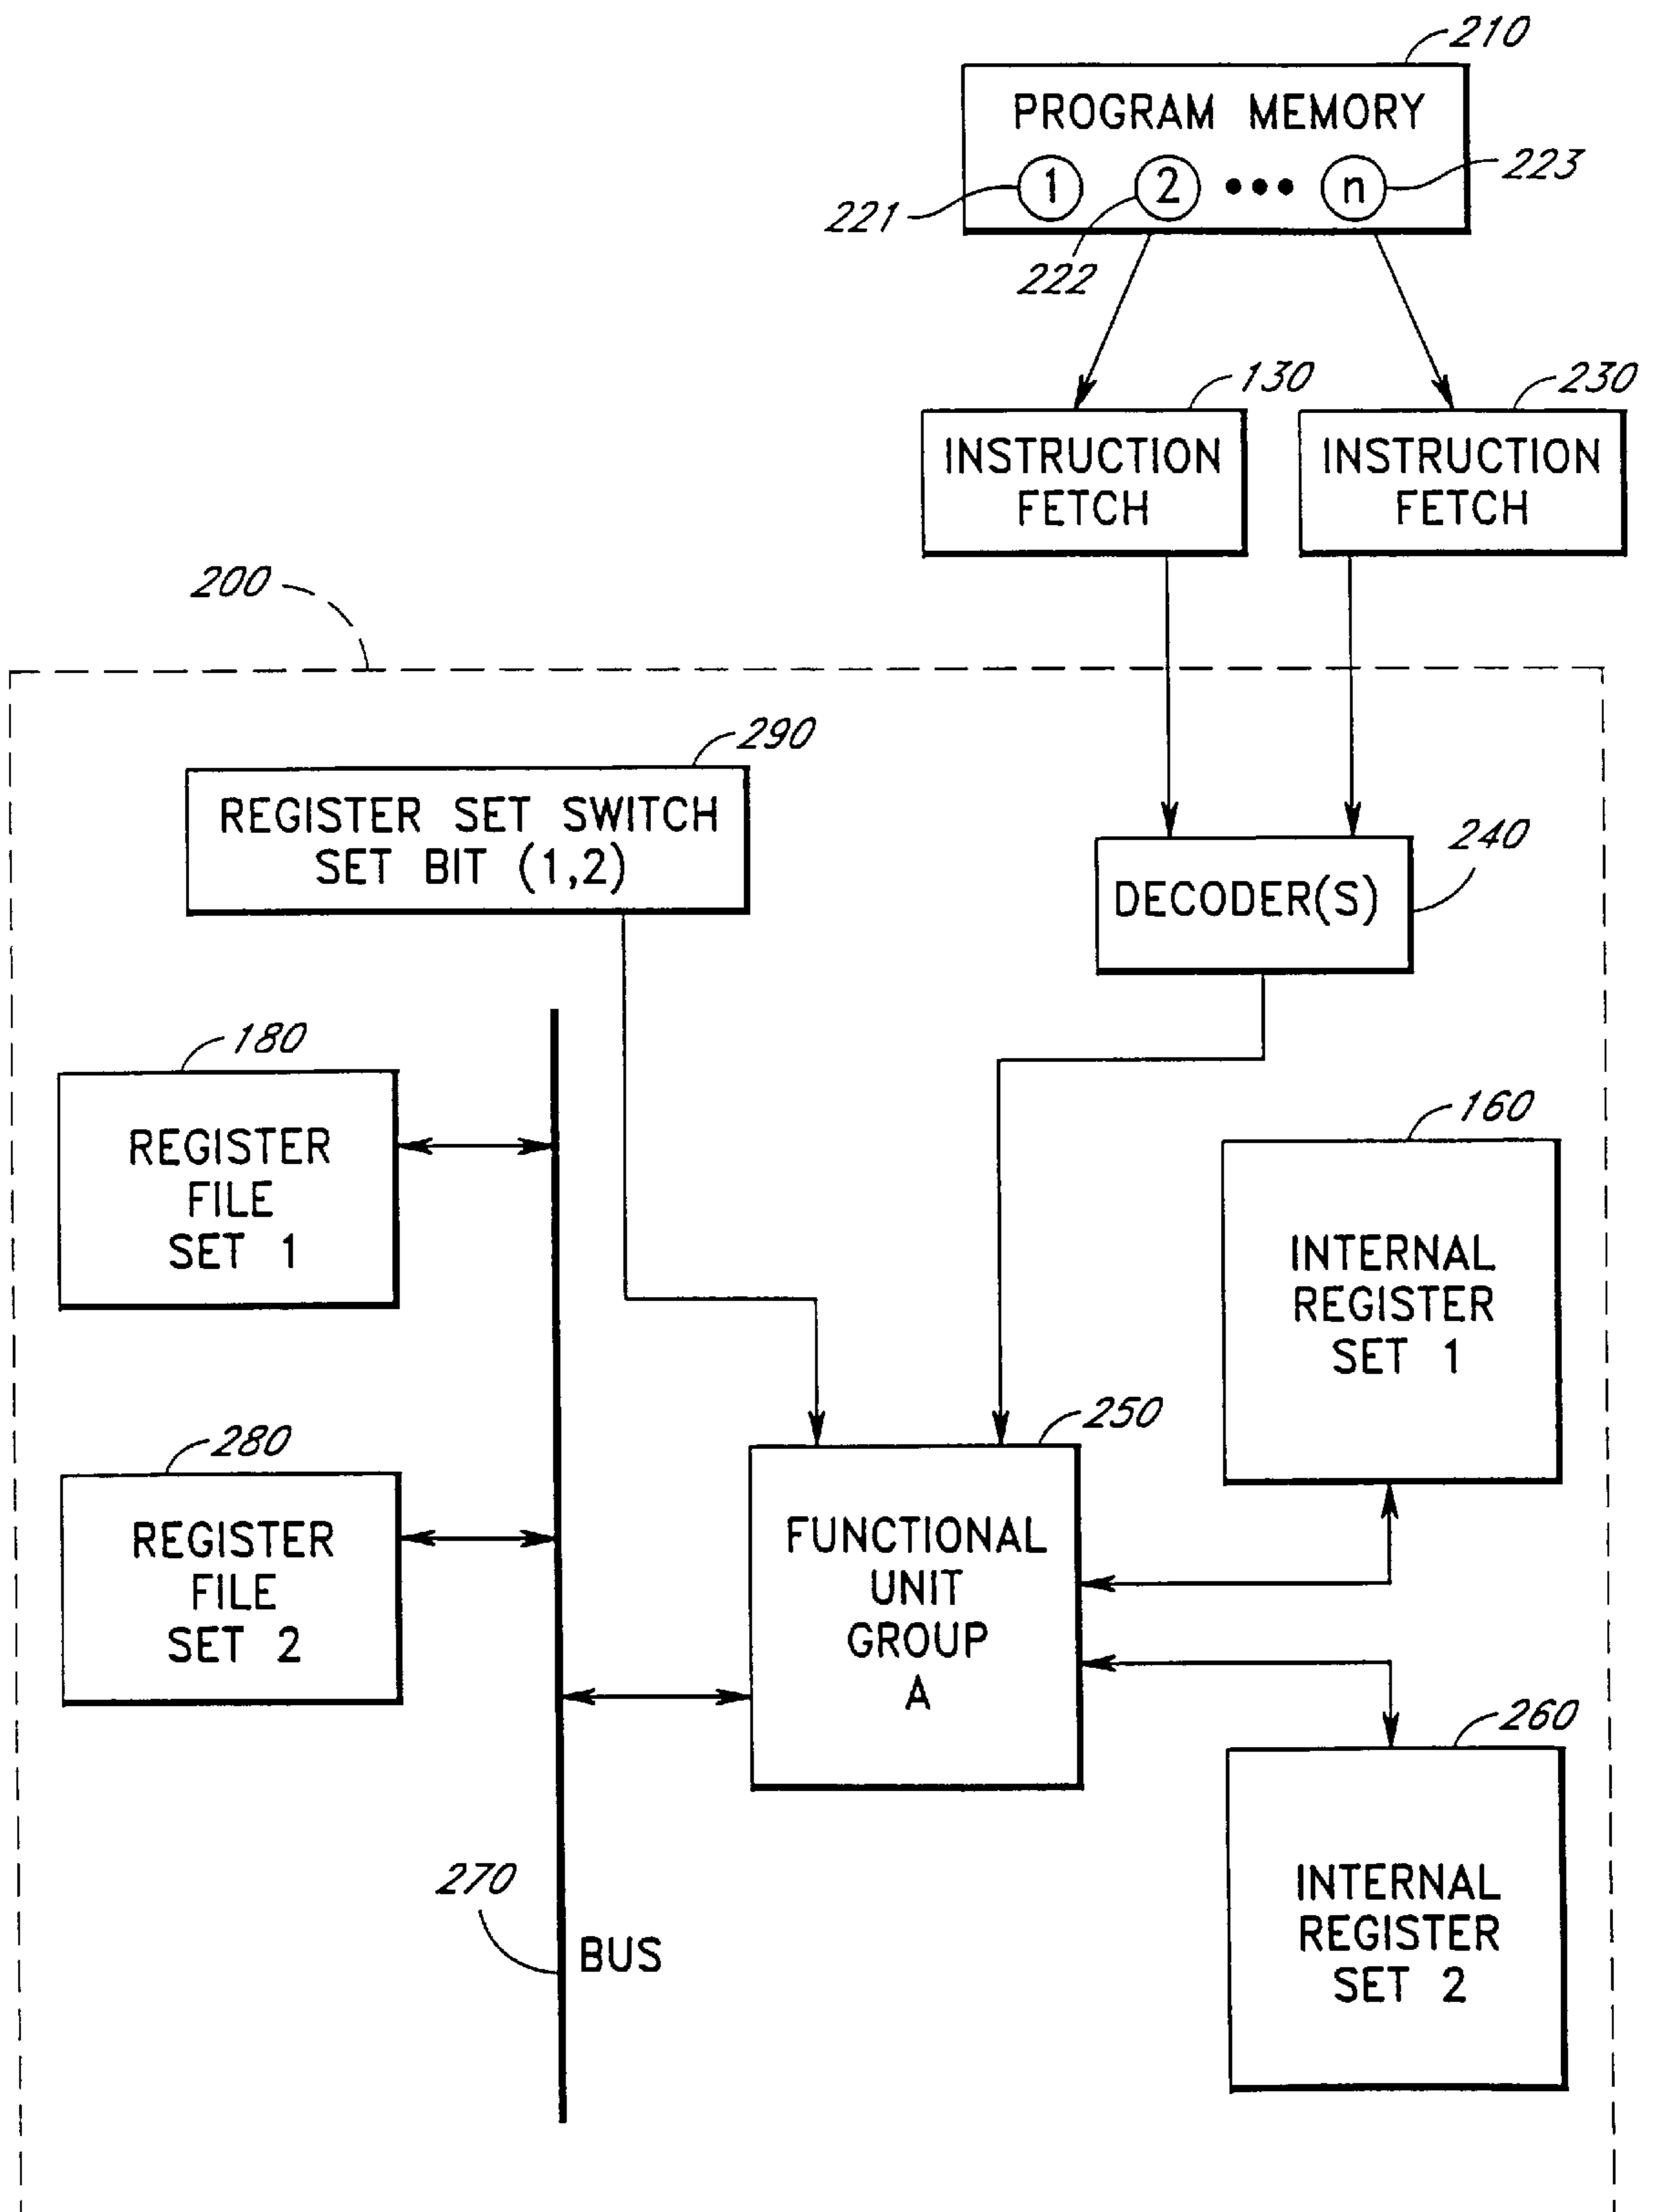 210
PROGRAM MEMORY
1 2 ••• n
223
221
222
130
230
INSTRUCTION
FETCH
INSTRUCTION
FETCH
200
290
REGISTER SET SWITCH
SET BIT (1,2)
240
DECODER(S)
180
REGISTER
FILE
SET 1
160
INTERNAL
REGISTER
SET 1
280
REGISTER
FILE
SET 2
250
FUNCTIONAL
UNIT
GROUP
A
260
INTERNAL
REGISTER
SET 2
270
BUS